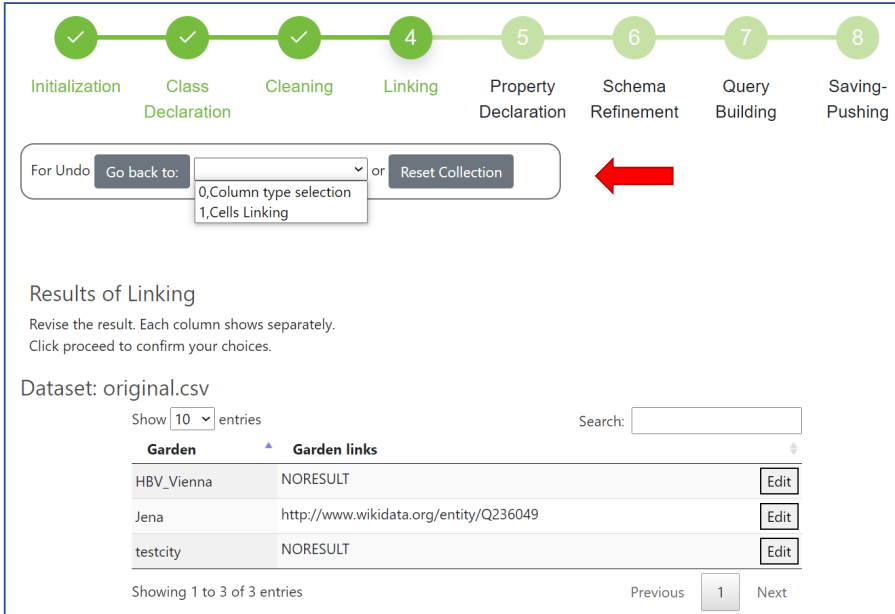 4 5 6 7 8
Initialization Class Cleaning Linking Property Schema Query Saving-
Declaration Declaration Refinement Building Pushing
For Undo Go back to: or Reset Collection
0,Column type selection
1,Cells Linking
Results of Linking
Revise the result. Each column shows separately.
Click proceed to confirm your choices.
Dataset: original.csv
Show 10 entries Search:
Garden Garden links
HBV_Vienna NORESULT Edit
Jena http://www.wikidata.org/entity/Q236049 Edit
testcity NORESULT Edit
Showing 1 to 3 of 3 entries Previous 1 Next